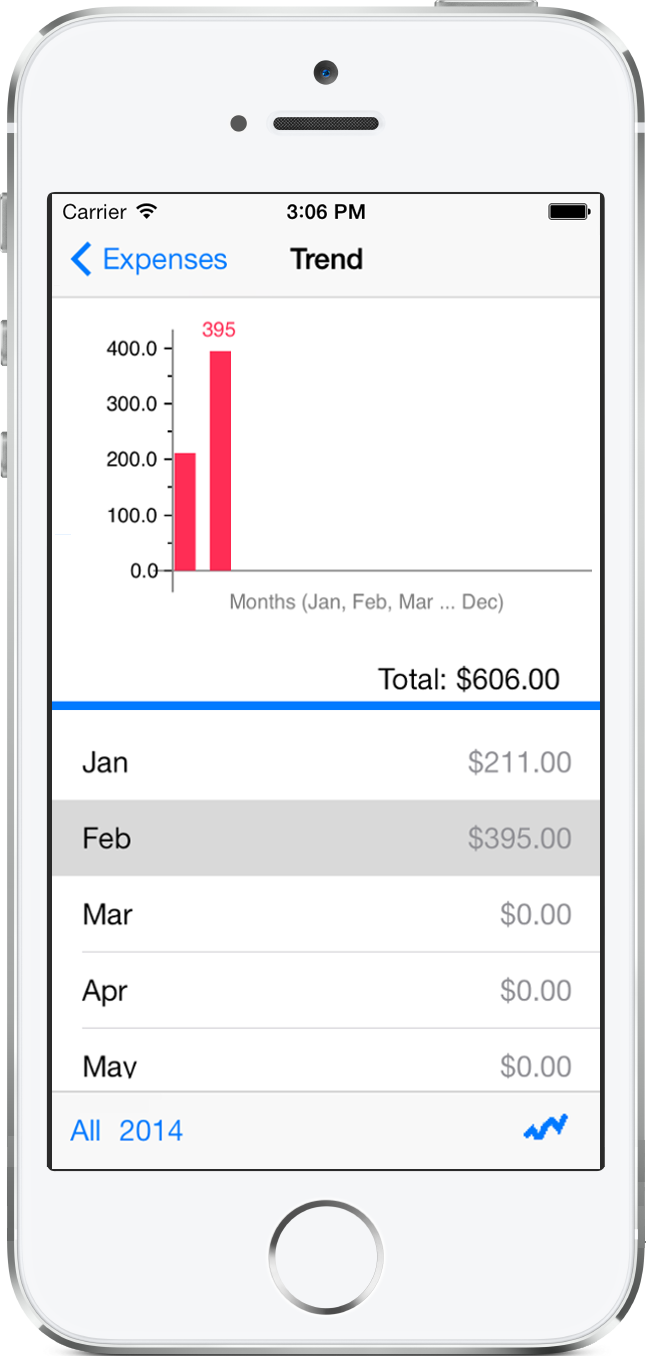 Carrier 3:06 PM
Expenses Trend
395
400.0
300.0
200.0
100.0
0.0
Months (Jan, Feb, Mar ... Dec)
Total: $606.00
Jan $211.00
Feb $395.00
Mar $0.00
Apr $0.00
May $0.00
All 2014